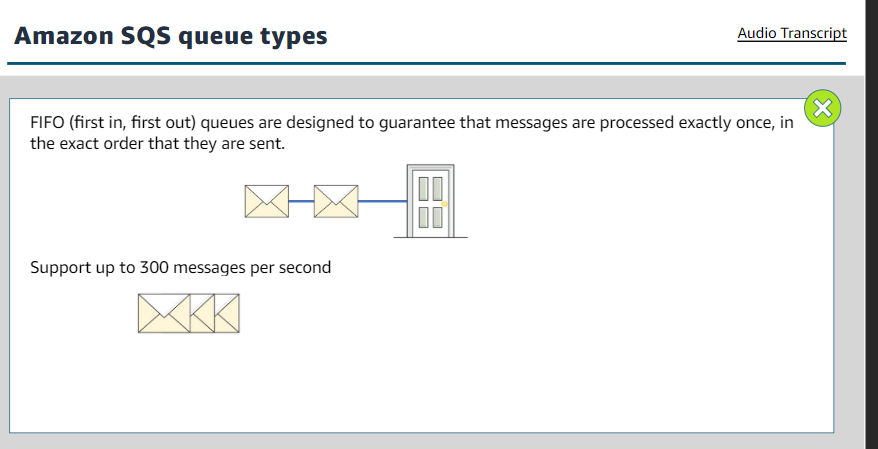 Amazon SQS queue types
Audio Transcript
FIFO (first in, first out) queues are designed to guarantee that messages are processed exactly once, in
the exact order that they are sent.
Support up to 300 messages per second